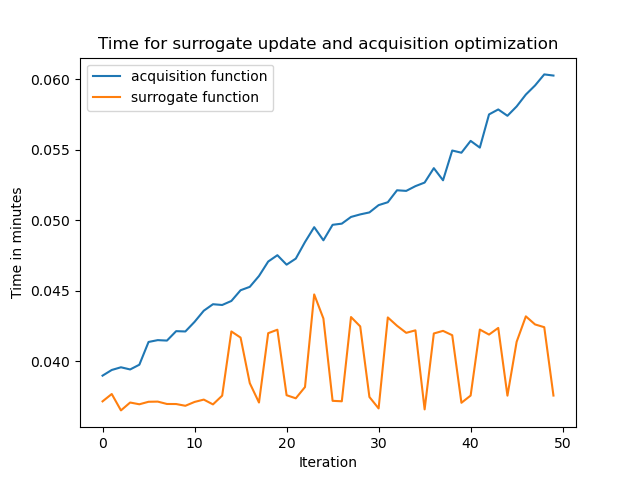 Time for surrogate update and acquisition optimization
acquisition function
surrogate function
0.060
0.055
0.050
0.045
0.040
Time in minutes
0 10 20 30 40 50
Iteration